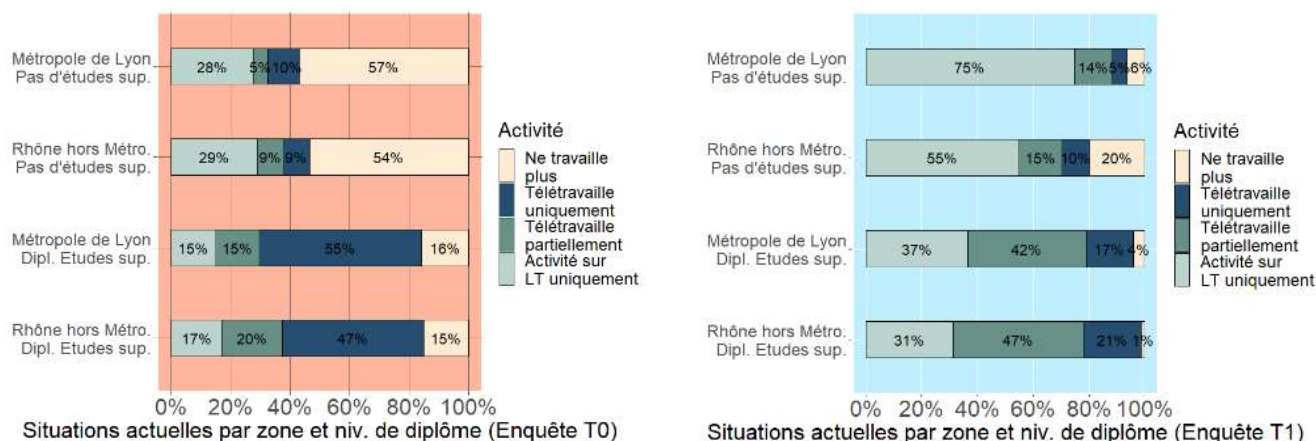 Métropole de Lyon
Pas d'études sup.
28% 5% 10% 57%
Rhône hors Métro.
Pas d'études sup.
29% 9% 9% 54%
Métropole de Lyon
Dipl. Etudes sup.
15% 15% 55% 16%
Rhône hors Métro.
Dipl. Etudes sup.
17% 20% 47% 15%
0% 20% 40% 60% 80% 100%
Situations actuelles par zone et niv. de diplôme (Enquête T0)
Activité
Ne travaille
plus
Télétravaille
uniquement
Télétravaille
partiellement
Activité sur
LT uniquement
Métropole de Lyon
Pas d'études sup.
75% 14% 5% 6%
Rhône hors Métro.
Pas d'études sup.
55% 15% 10% 20%
Métropole de Lyon
Dipl. Etudes sup.
37% 42% 17% 4%
Rhône hors Métro.
Dipl. Etudes sup.
31% 47% 21% 1%
0% 20% 40% 60% 80% 100%
Situations actuelles par zone et niv. de diplôme (Enquête T1)
Activité
Ne travaille
plus
Télétravaille
uniquement
Télétravaille
partiellement
Activité sur
LT uniquement